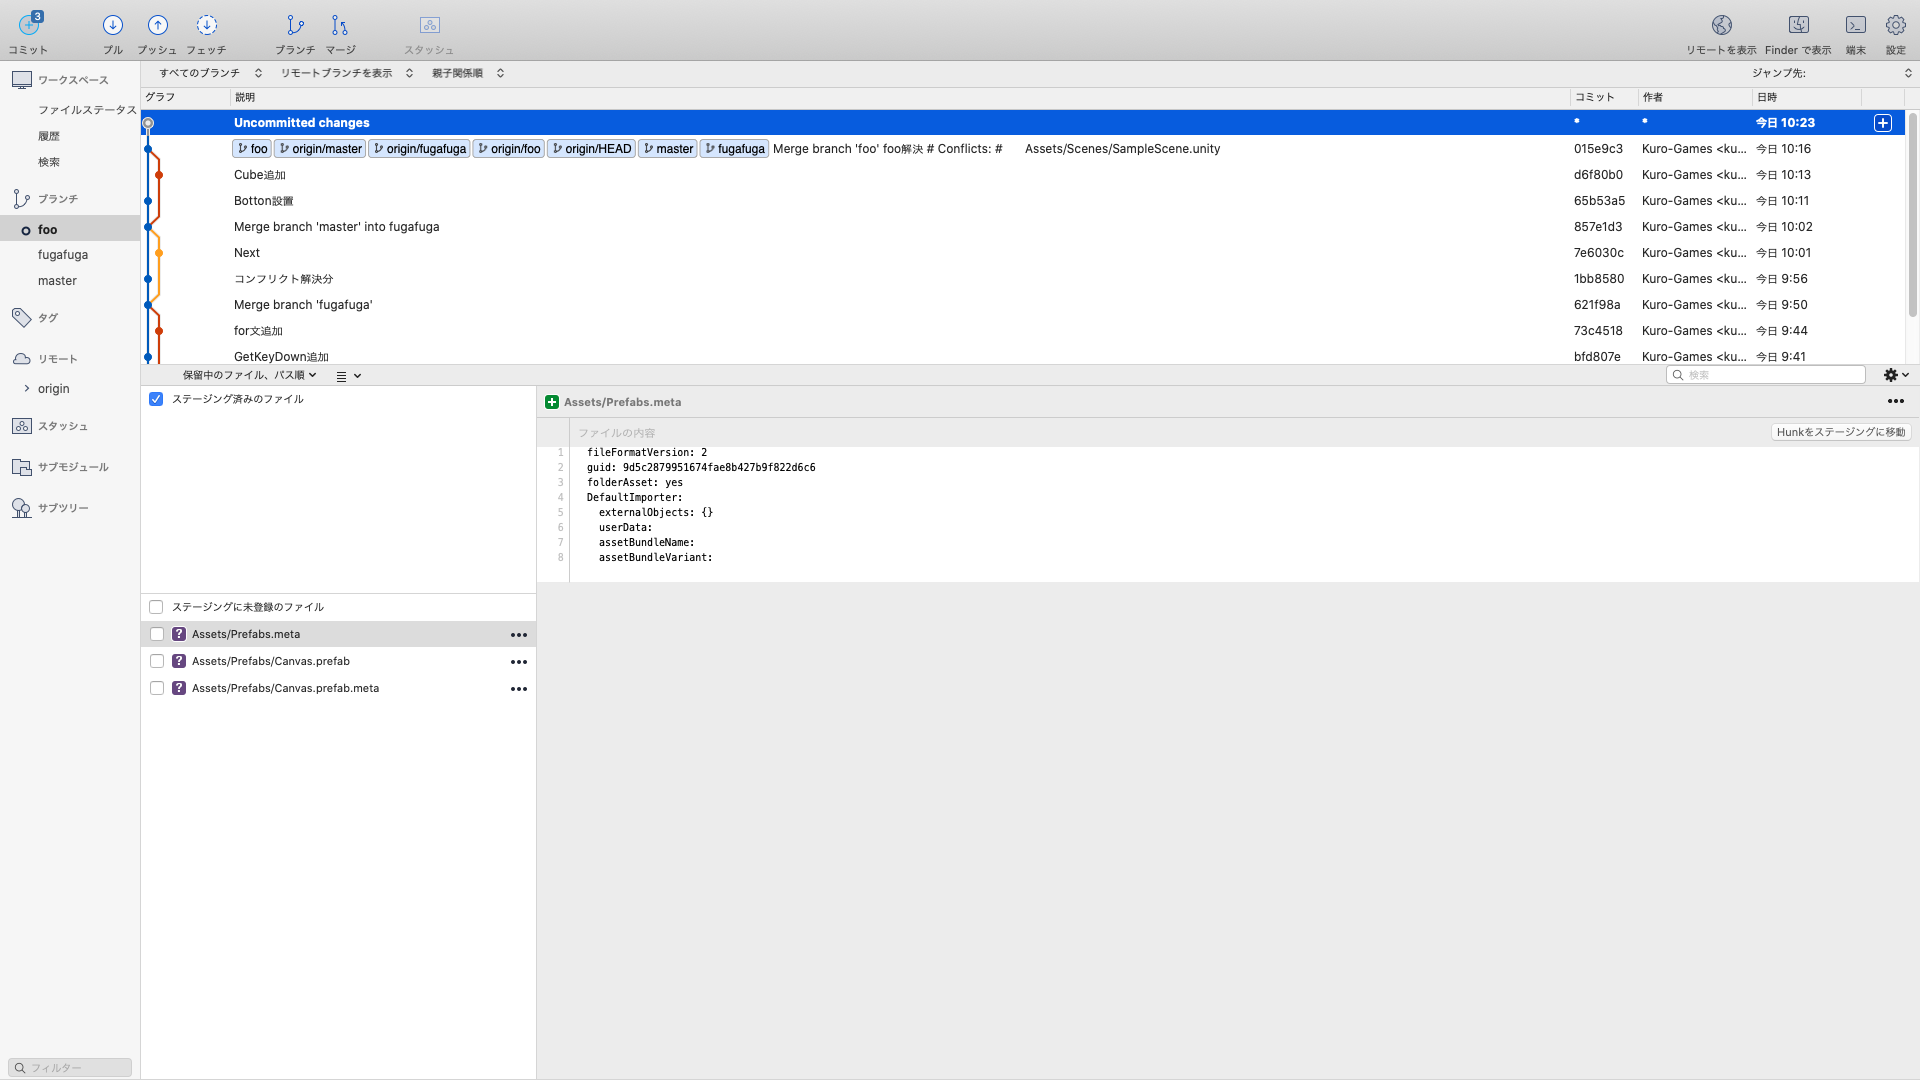 3
コミット プル プッシュ フェッチ ブランチ マージ スタッシュ リモートを表示 Finder で表示 端末 設定
ワークスペース
ファイルステータス
履歴
検索
ブランチ
foo
fugafuga
master
タグ
リモート
origin
スタッシュ
サブモジュール
サブツリー
フィルター
すべてのブランチ リモートブランチを表示 親子関係順 ジャンプ先:
グラフ 説明 コミット 作者 日時
Uncommitted changes * * 今日 10:23
foo origin/master origin/fugafuga origin/foo origin/HEAD master fugafuga Merge branch 'foo' foo解決 # Conflicts: # Assets/Scenes/SampleScene.unity 015e9c3 Kuro-Games <ku... 今日 10:16
Cube追加 d6f80b0 Kuro-Games <ku... 今日 10:13
Botton設置 65b53a5 Kuro-Games <ku... 今日 10:11
Merge branch 'master' into fugafuga 857e1d3 Kuro-Games <ku... 今日 10:02
Next 7e6030c Kuro-Games <ku... 今日 10:01
コンフリクト解決分 1bb8580 Kuro-Games <ku... 今日 9:56
Merge branch 'fugafuga' 621f98a Kuro-Games <ku... 今日 9:50
for文追加 73c4518 Kuro-Games <ku... 今日 9:44
GetKeyDown追加 bfd807e Kuro-Games <ku... 今日 9:41
保留中のファイル、パス順 検索
ステージング済みのファイル
ステージングに未登録のファイル
? Assets/Prefabs.meta
? Assets/Prefabs/Canvas.prefab
? Assets/Prefabs/Canvas.prefab.meta
Assets/Prefabs.meta
ファイルの内容 Hunkをステージングに移動
1 fileFormatVersion: 2
2 guid: 9d5c2879951674fae8b427b9f822d6c6
3 folderAsset: yes
4 DefaultImporter:
5 externalObjects: {}
6 userData:
7 assetBundleName:
8 assetBundleVariant: